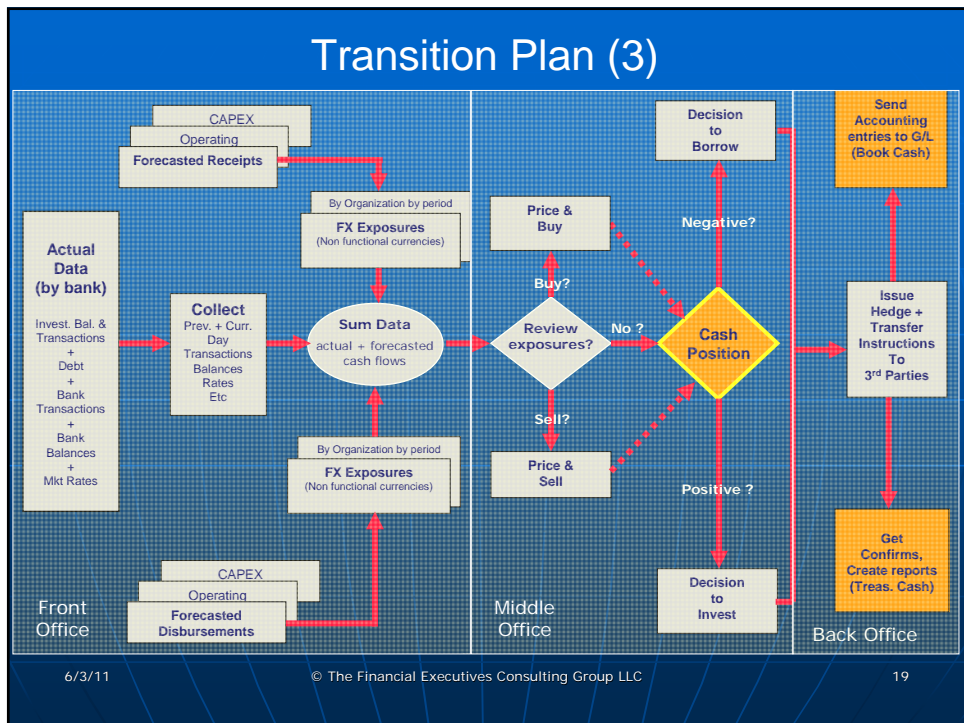 Transition Plan (3)
CAPEX
Operating
Forecasted Receipts
By Organization by period
FX Exposures
(Non functional currencies)
Actual
Data
(by bank)
Invest. Bal. &
Transactions
+
Debt
+
Bank
Transactions
+
Bank
Balances
+
Mkt Rates
Collect
Prev. + Curr.
Day
Transactions
Balances
Rates
Etc
Sum Data
actual + forecasted
cash flows
By Organization by period
FX Exposures
(Non functional currencies)
CAPEX
Operating
Forecasted
Disbursements
Front
Office
Price &
Buy
Buy?
Review
exposures?
No ?
Sell?
Price &
Sell
Decision
to
Borrow
Negative?
Cash
Position
Positive ?
Decision
to
Invest
Middle
Office
Send
Accounting
entries to G/L
(Book Cash)
Issue
Hedge +
Transfer
Instructions
To
3rd Parties
Get
Confirms,
Create reports
(Treas. Cash)
Back Office
6/3/11
© The Financial Executives Consulting Group LLC
19